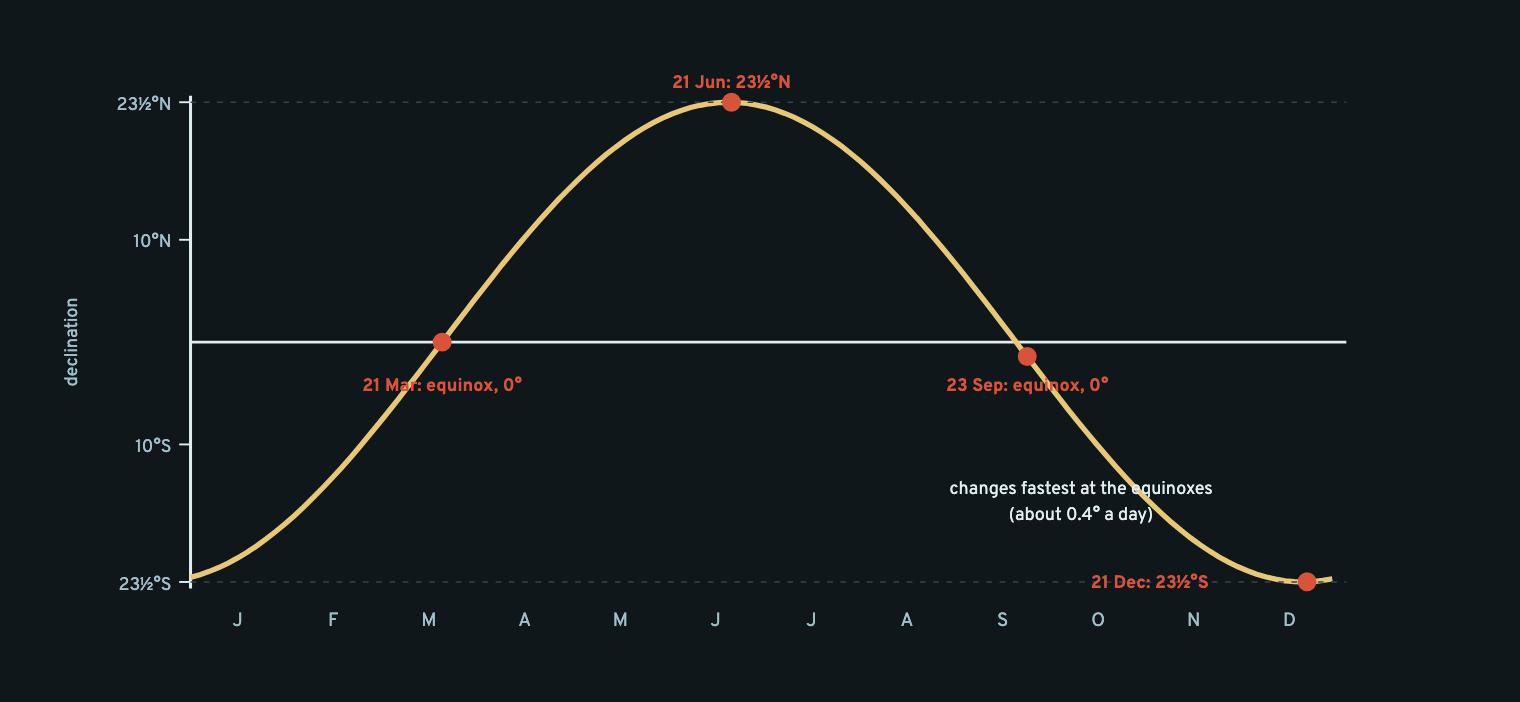 21 Jun: 23½°N
23½°N
10°N
declination
21 Mar: equinox, 0°
23 Sep: equinox, 0°
10°S
changes fastest at the equinoxes
(about 0.4° a day)
23½°S
21 Dec: 23½°S
J F M A M J J A S O N D